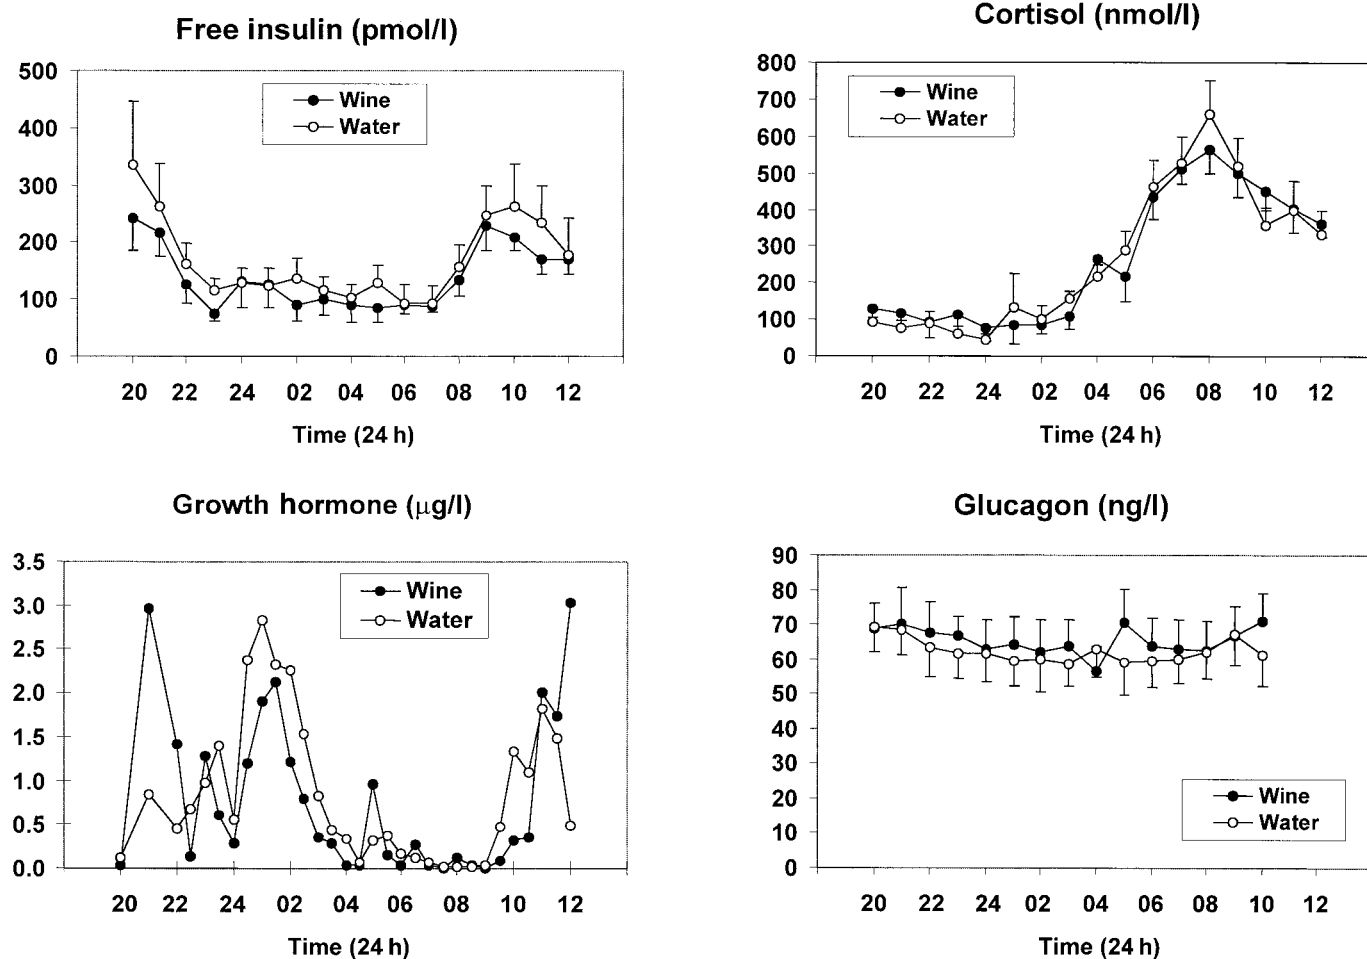 Free insulin (pmol/l)
500
400
300
200
100
0
Wine
Water
20 22 24 02 04 06 08 10 12
Time (24 h)
Cortisol (nmol/l)
800
700
600
500
400
300
200
100
0
Wine
Water
20 22 24 02 04 06 08 10 12
Time (24 h)
Growth hormone (μg/l)
3.5
3.0
2.5
2.0
1.5
1.0
0.5
0.0
Wine
Water
20 22 24 02 04 06 08 10 12
Time (24 h)
Glucagon (ng/l)
90
80
70
60
50
40
30
20
10
0
Wine
Water
20 22 24 02 04 06 08 10 12
Time (24 h)